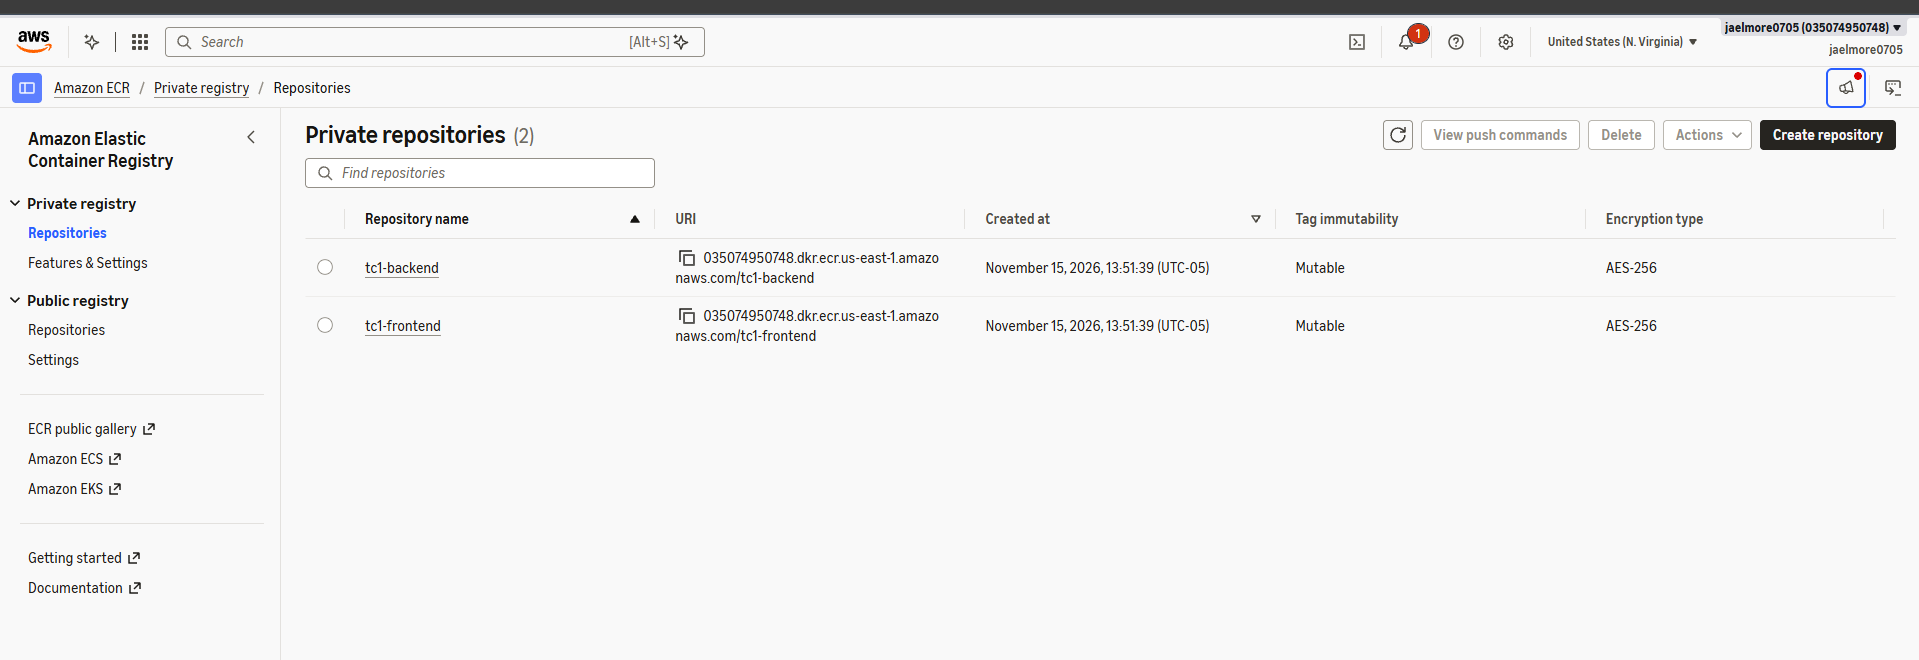 aws
Search
[Alt+S]
1
United States (N. Virginia)
jaelmore0705 (035074950748)
jaelmore0705
Amazon ECR / Private registry / Repositories
Amazon Elastic
Container Registry
Private registry
Repositories
Features & Settings
Public registry
Repositories
Settings
ECR public gallery
Amazon ECS
Amazon EKS
Getting started
Documentation
Private repositories (2)
View push commands
Delete
Actions
Create repository
Find repositories
Repository name URI Created at Tag immutability Encryption type
tc1-backend 035074950748.dkr.ecr.us-east-1.amazo November 15, 2026, 13:51:39 (UTC-05) Mutable AES-256
naws.com/tc1-backend
tc1-frontend 035074950748.dkr.ecr.us-east-1.amazo November 15, 2026, 13:51:39 (UTC-05) Mutable AES-256
naws.com/tc1-frontend